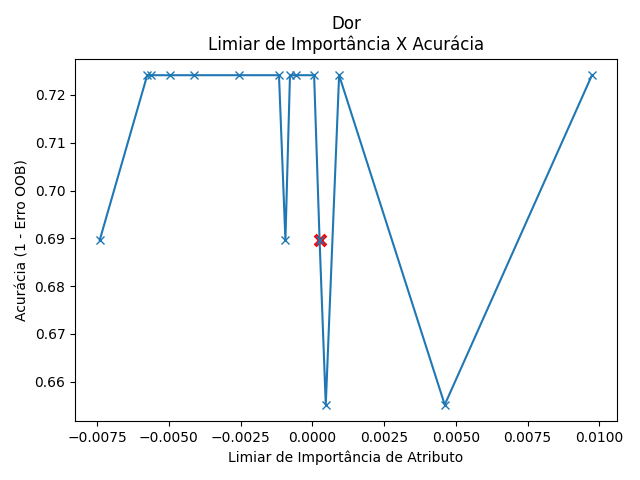 Dor
Limiar de Importância X Acurácia
Acurácia (1 - Erro OOB)
0.72
0.71
0.70
0.69
0.68
0.67
0.66
−0.0075 −0.0050 −0.0025 0.0000 0.0025 0.0050 0.0075 0.0100
Limiar de Importância de Atributo